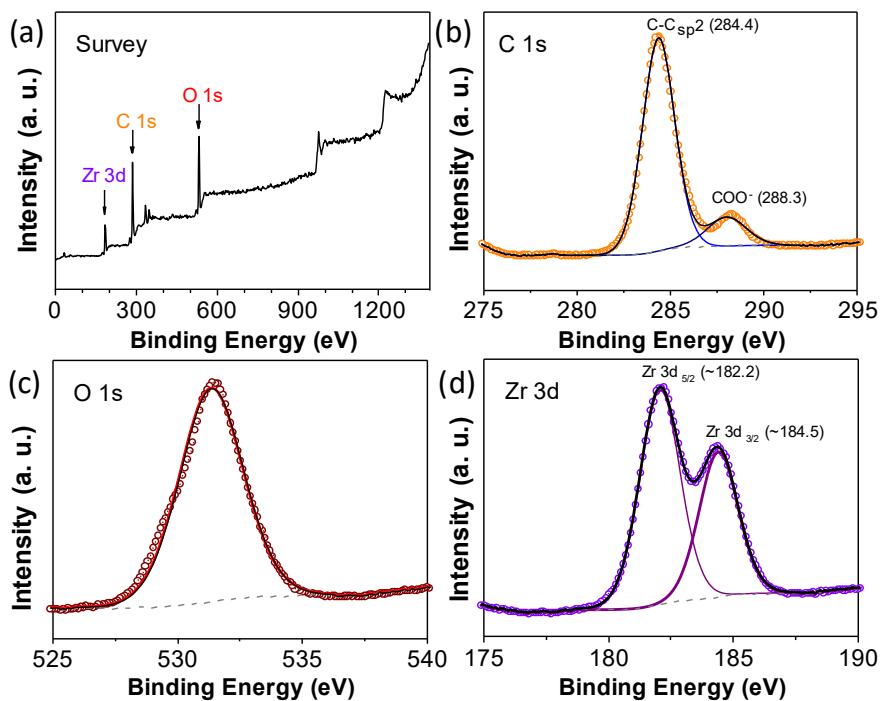 (a)
Survey
O 1s
C 1s
Zr 3d
Intensity (a. u.)
0 300 600 900 1200
Binding Energy (eV)
(b)
C-Csp2 (284.4)
C 1s
COO- (288.3)
Intensity (a. u.)
275 280 285 290 295
Binding Energy (eV)
(c)
O 1s
Intensity (a. u.)
525 530 535 540
Binding Energy (eV)
(d)
Zr 3d 5/2 (~182.2)
Zr 3d
Zr 3d 3/2 (~184.5)
Intensity (a. u.)
175 180 185 190
Binding Energy (eV)